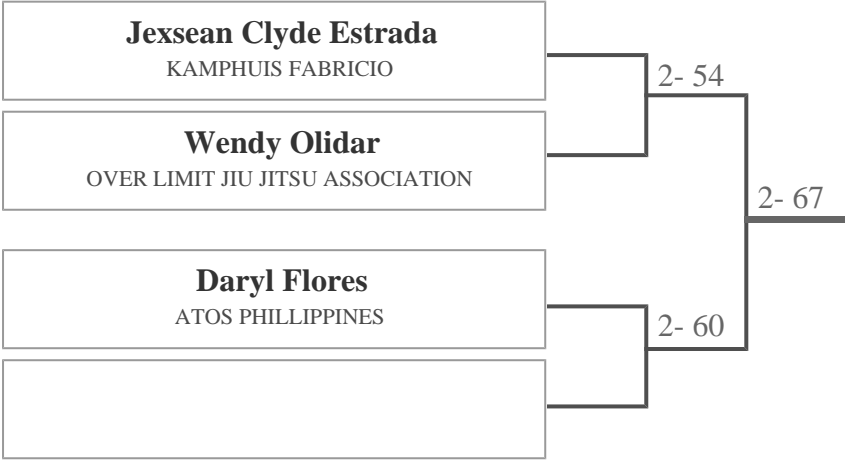 Jexsean Clyde Estrada
KAMPHUIS FABRICIO
2- 54
Wendy Olidar
OVER LIMIT JIU JITSU ASSOCIATION
2- 67
Daryl Flores
ATOS PHILLIPPINES
2- 60